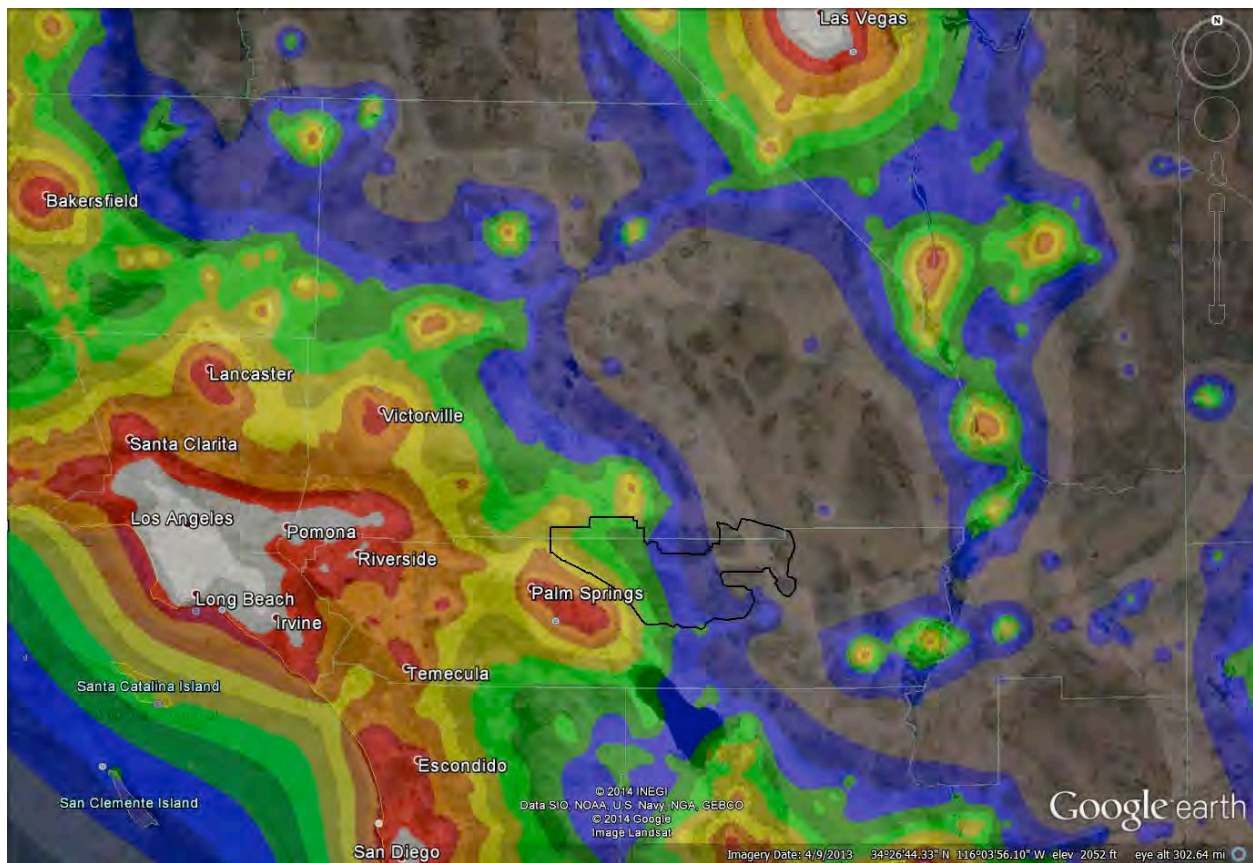 Las Vegas
N
Bakersfield
Lancaster
Victorville
Santa Clarita
Los Angeles
Pomona
Riverside
Long Beach
Palm Springs
Irvine
Temecula
Santa Catalina Island
Escondido
San Clemente Island
© 2014 INEGI
Data SIO, NOAA, U.S. Navy, NGA, GEBCO
© 2014 Google
Image Landsat
Google earth
San Diego
Imagery Date: 4/9/2013 34°26'44.33" N 116°03'56.10" W elev 2052 ft eye alt 302.64 mi